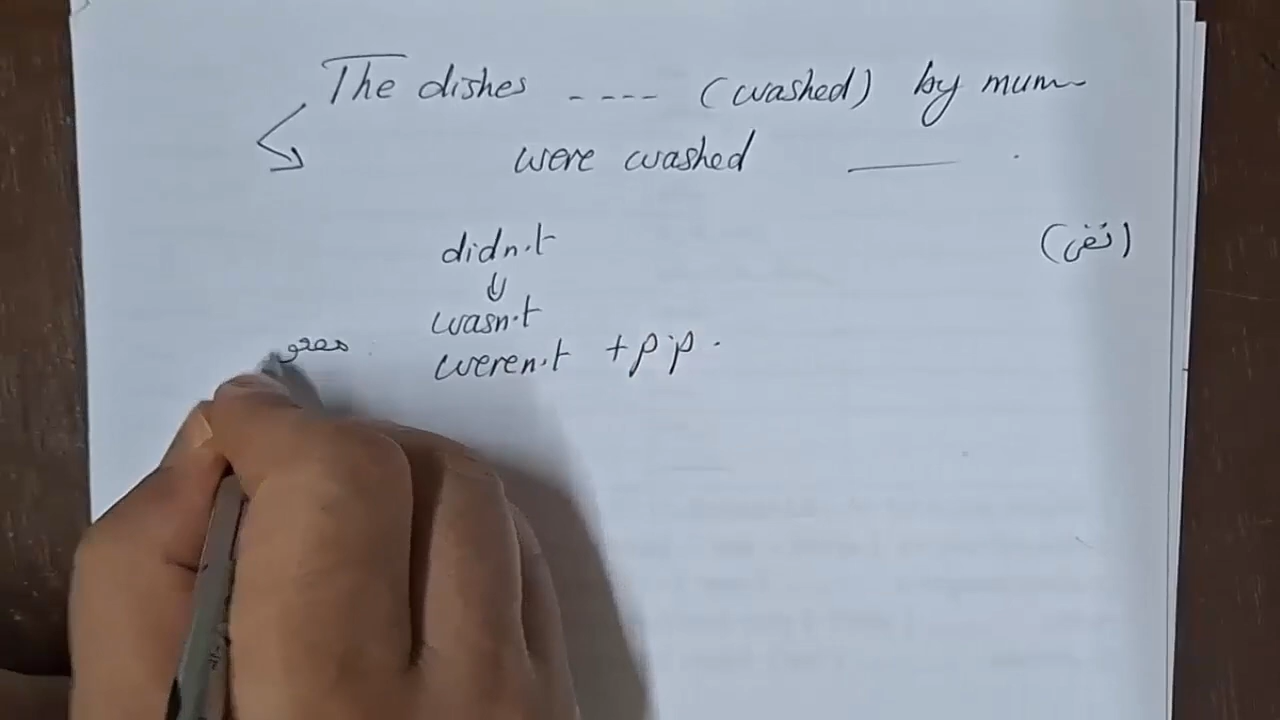 The dishes ---- (washed) by mum
were washed ——— .
didn't
(نفي)
wasn't
weren't + p.p.